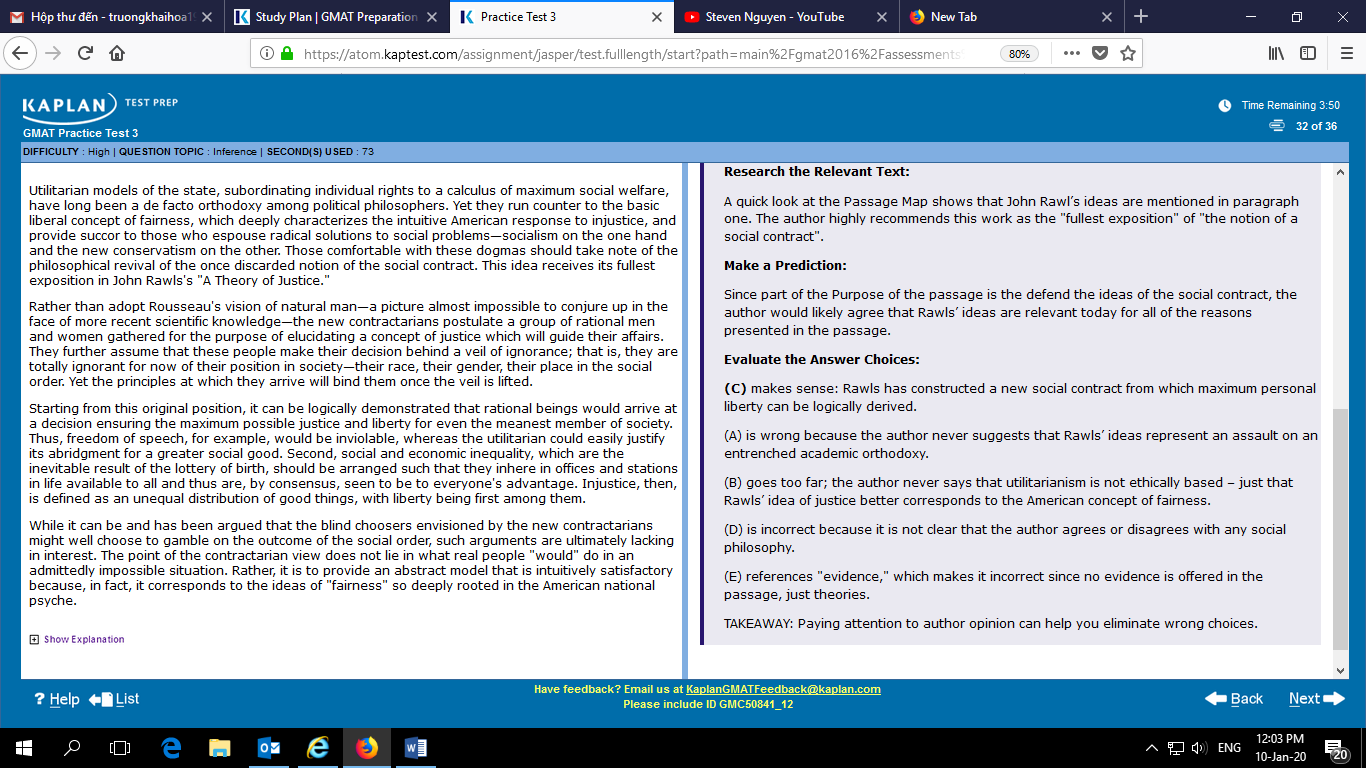 Hộp thư đến - truongkhaihoa1
Study Plan | GMAT Preparation
Practice Test 3
Steven Nguyen - YouTube
New Tab
https://atom.kaptest.com/assignment/jasper/test.fulllength/start?path=main%2Fgmat2016%2Fassessments
80%
KAPLAN TEST PREP
GMAT Practice Test 3
Time Remaining 3:50
32 of 36
DIFFICULTY : High | QUESTION TOPIC : Inference | SECOND(S) USED : 73
Utilitarian models of the state, subordinating individual rights to a calculus of maximum social welfare,
have long been a de facto orthodoxy among political philosophers. Yet they run counter to the basic
liberal concept of fairness, which deeply characterizes the intuitive American response to injustice, and
provide succor to those who espouse radical solutions to social problems—socialism on the one hand
and the new conservatism on the other. Those comfortable with these dogmas should take note of the
philosophical revival of the once discarded notion of the social contract. This idea receives its fullest
exposition in John Rawls's "A Theory of Justice."
Rather than adopt Rousseau's vision of natural man—a picture almost impossible to conjure up in the
face of more recent scientific knowledge—the new contractarians postulate a group of rational men
and women gathered for the purpose of elucidating a concept of justice which will guide their affairs.
They further assume that these people make their decision behind a veil of ignorance; that is, they are
totally ignorant for now of their position in society—their race, their gender, their place in the social
order. Yet the principles at which they arrive will bind them once the veil is lifted.
Starting from this original position, it can be logically demonstrated that rational beings would arrive at
a decision ensuring the maximum possible justice and liberty for even the meanest member of society.
Thus, freedom of speech, for example, would be inviolable, whereas the utilitarian could easily justify
its abridgment for a greater social good. Second, social and economic inequality, which are the
inevitable result of the lottery of birth, should be arranged such that they inhere in offices and stations
in life available to all and thus are, by consensus, seen to be to everyone's advantage. Injustice, then,
is defined as an unequal distribution of good things, with liberty being first among them.
While it can be and has been argued that the blind choosers envisioned by the new contractarians
might well choose to gamble on the outcome of the social order, such arguments are ultimately lacking
in interest. The point of the contractarian view does not lie in what real people "would" do in an
admittedly impossible situation. Rather, it is to provide an abstract model that is intuitively satisfactory
because, in fact, it corresponds to the ideas of "fairness" so deeply rooted in the American national
psyche.
Show Explanation
Research the Relevant Text:
A quick look at the Passage Map shows that John Rawl’s ideas are mentioned in paragraph
one. The author highly recommends this work as the "fullest exposition" of "the notion of a
social contract".
Make a Prediction:
Since part of the Purpose of the passage is the defend the ideas of the social contract, the
author would likely agree that Rawls’ ideas are relevant today for all of the reasons
presented in the passage.
Evaluate the Answer Choices:
(C) makes sense: Rawls has constructed a new social contract from which maximum personal
liberty can be logically derived.
(A) is wrong because the author never suggests that Rawls’ ideas represent an assault on an
entrenched academic orthodoxy.
(B) goes too far; the author never says that utilitarianism is not ethically based – just that
Rawls’ idea of justice better corresponds to the American concept of fairness.
(D) is incorrect because it is not clear that the author agrees or disagrees with any social
philosophy.
(E) references "evidence," which makes it incorrect since no evidence is offered in the
passage, just theories.
TAKEAWAY: Paying attention to author opinion can help you eliminate wrong choices.
? Help
List
Have feedback? Email us at KaplanGMATFeedback@kaplan.com
Please include ID GMC50841_12
Back
Next
ENG
12:03 PM
10-Jan-20
20